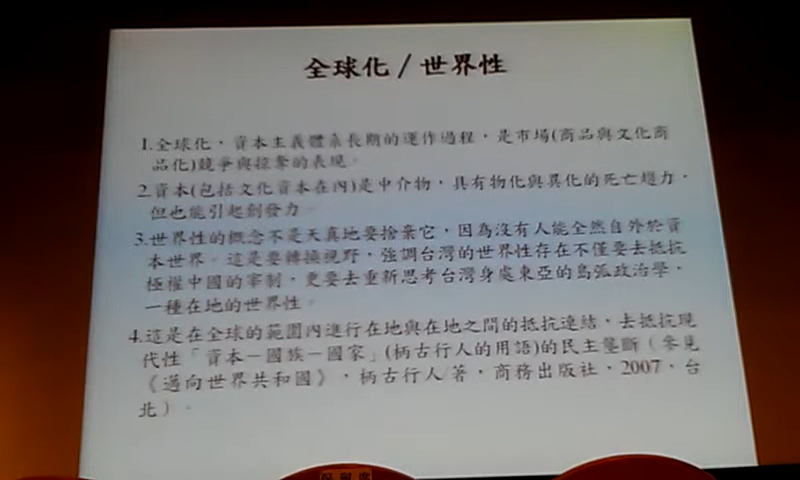 全球化/世界性
1.全球化，資本主義體系長期的運作過程，是市場(商品與文化商
品化)競爭與掠奪的表現。
2.資本(包括文化資本在內)是中介物，具有物化與異化的死亡趨力，
但也能引起創發力。
3.世界性的概念不是天真地要捨棄它，因為沒有人能全然自外於資
本世界。這是要轉換視野，強調台灣的世界性存在不僅要去抵抗
極權中國的宰制，更要去重新思考台灣身處東亞的島弧政治學，
一種在地的世界性。
4.這是在全球的範圍內進行在地與在地之間的抵抗連結，去抵抗現
代性「資本－國族－國家」(柄古行人的用語)的民主壟斷（參見
《邁向世界共和國》，柄古行人/著，商務出版社，2007，台
北）。